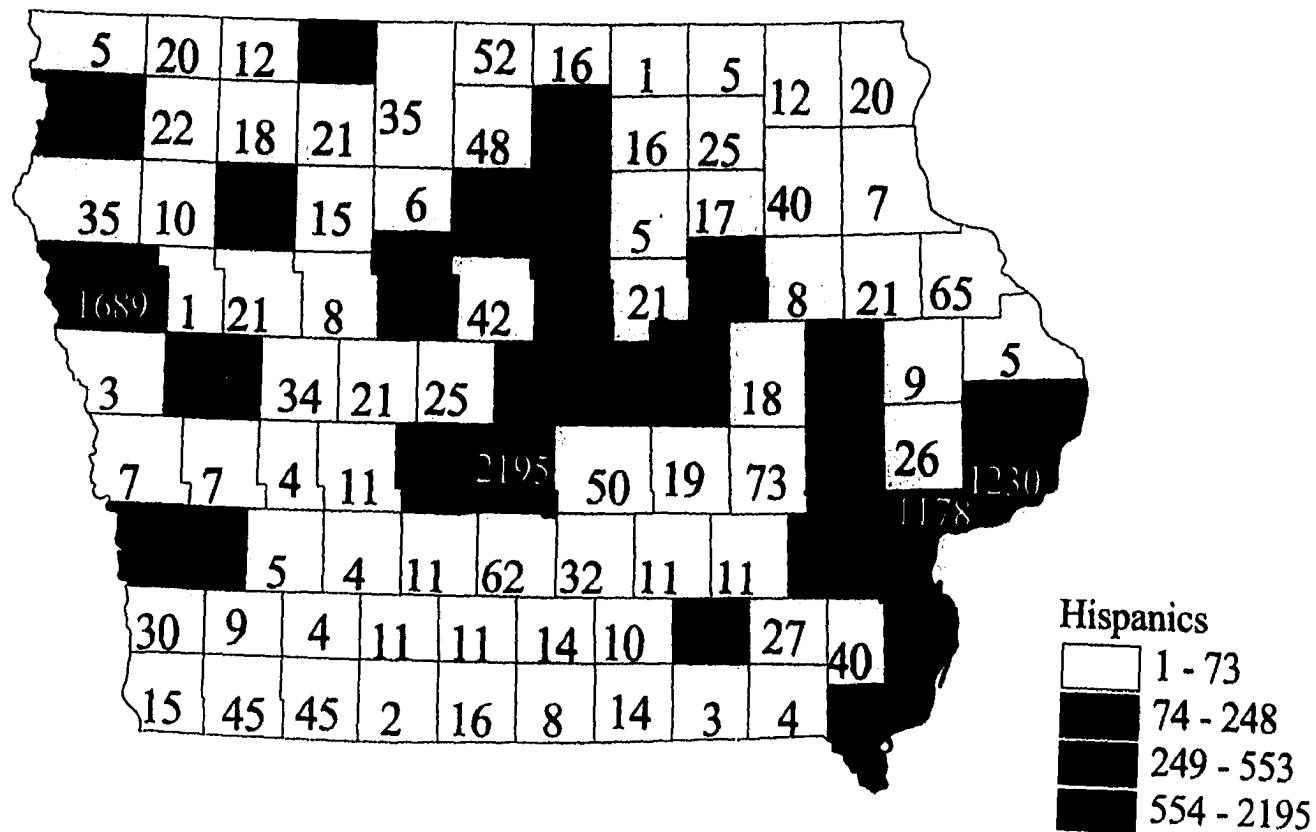 5 20 12 52 16 1 5 12 20
22 18 21 35 48 16 25
35 10 15 6 5 17 40 7
1689 1 21 8 42 21 8 21 65
3 34 21 25 18 9 5
7 7 4 11 2195 50 19 73 26 1230
1178
5 4 11 62 32 11 11
30 9 4 11 11 14 10 27 40
15 45 45 2 16 8 14 3 4
Hispanics
1 - 73
74 - 248
249 - 553
554 - 2195